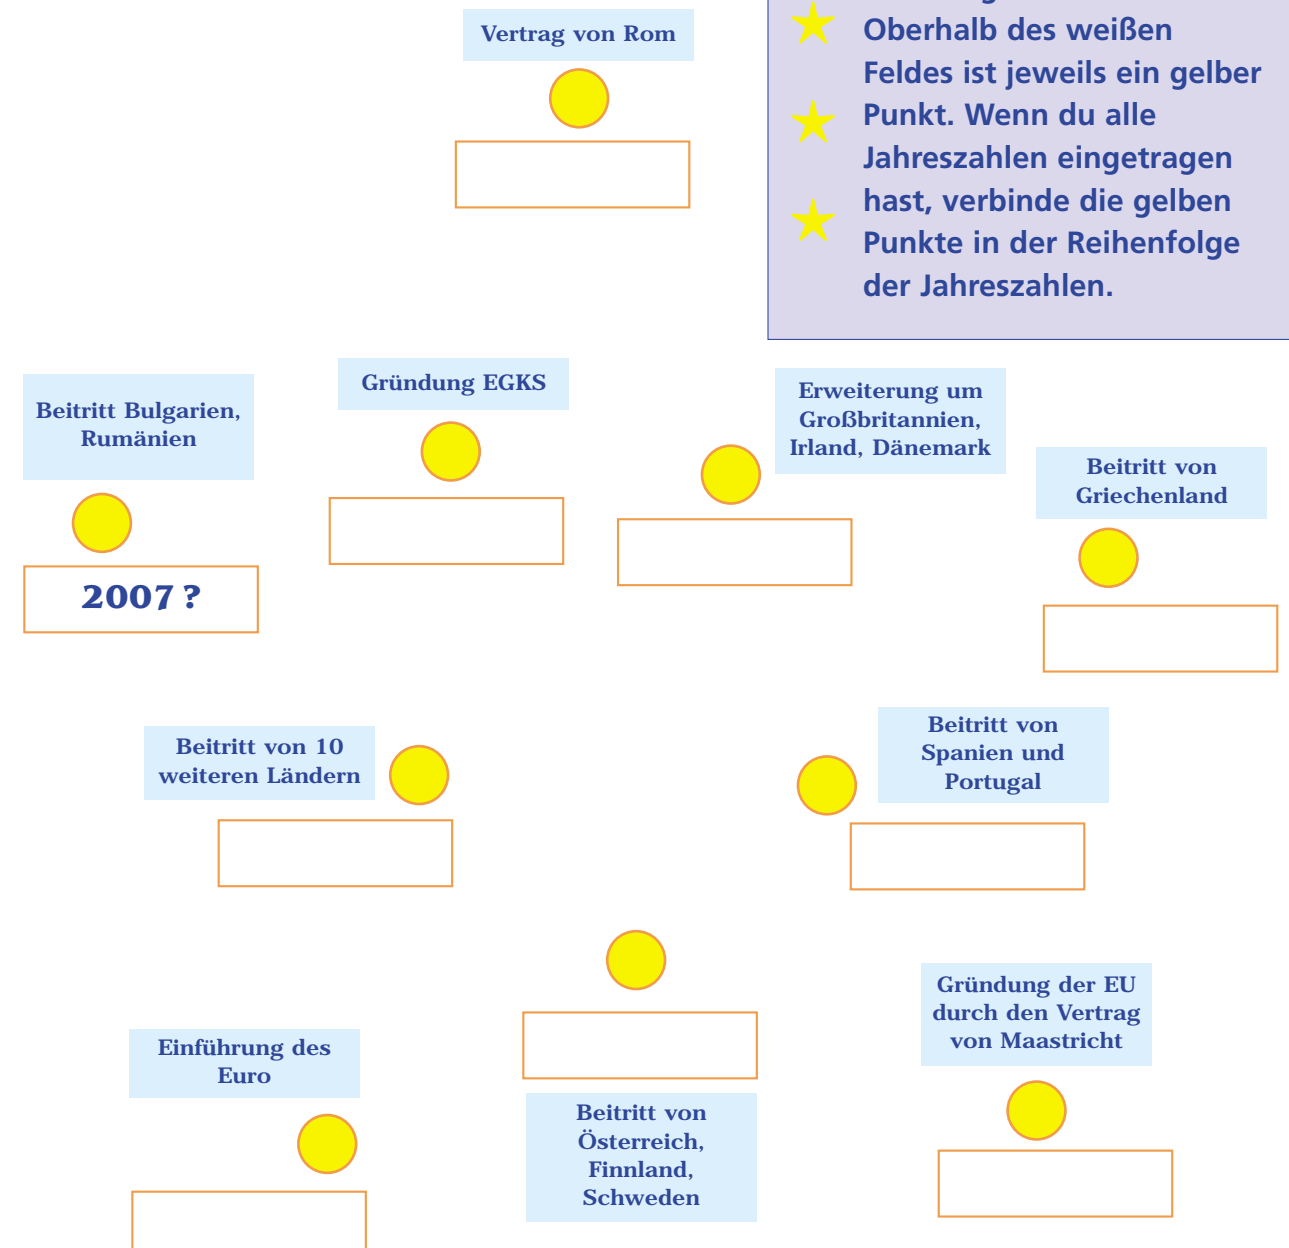 Vertrag von Rom
Oberhalb des weißen
Feldes ist jeweils ein gelber
Punkt. Wenn du alle
Jahreszahlen eingetragen
hast, verbinde die gelben
Punkte in der Reihenfolge
der Jahreszahlen.
Beitritt Bulgarien,
Rumänien
2007 ?
Gründung EGKS
Erweiterung um
Großbritannien,
Irland, Dänemark
Beitritt von
Griechenland
Beitritt von 10
weiteren Ländern
Beitritt von
Spanien und
Portugal
Einführung des
Euro
Beitritt von
Österreich,
Finnland,
Schweden
Gründung der EU
durch den Vertrag
von Maastricht